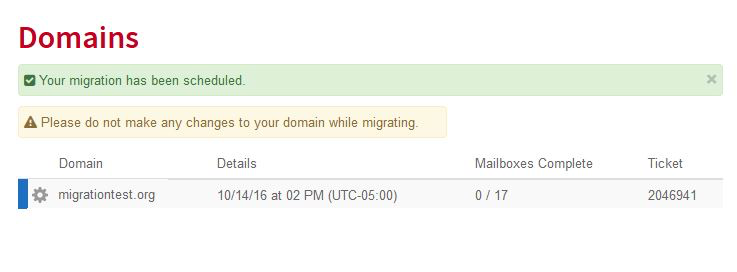 Domains
Your migration has been scheduled.
Please do not make any changes to your domain while migrating.
Domain Details Mailboxes Complete Ticket
migrationtest.org 10/14/16 at 02 PM (UTC-05:00) 0 / 17 2046941